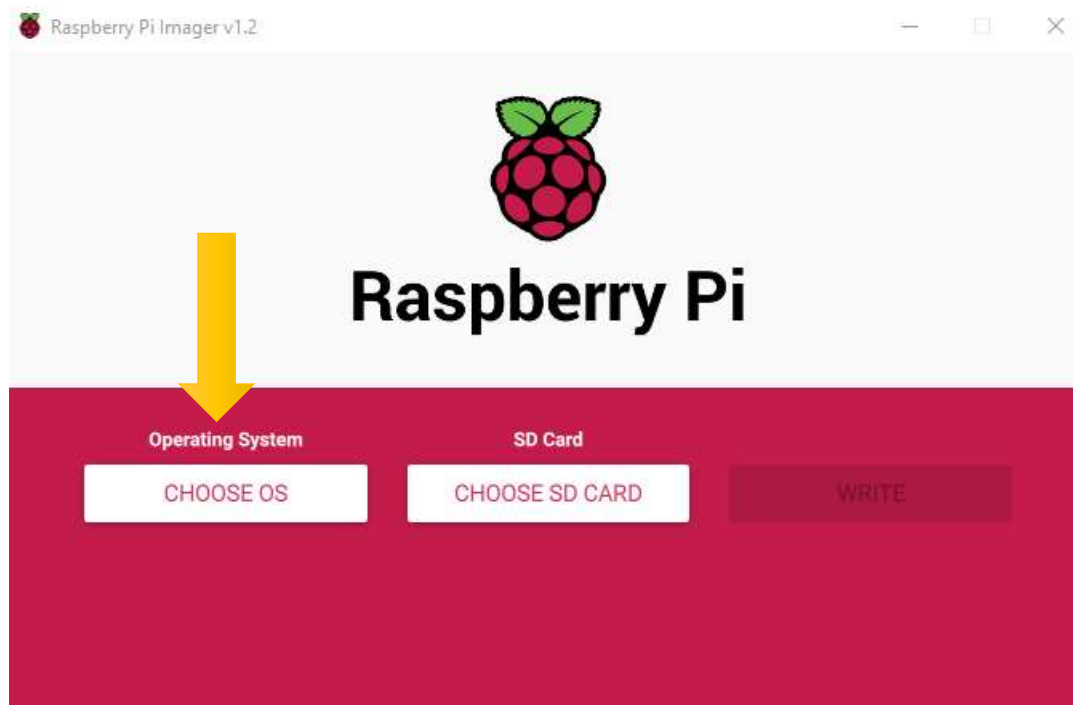 Raspberry Pi Imager v1.2
Raspberry Pi
Operating System
SD Card
CHOOSE OS
CHOOSE SD CARD
WRITE